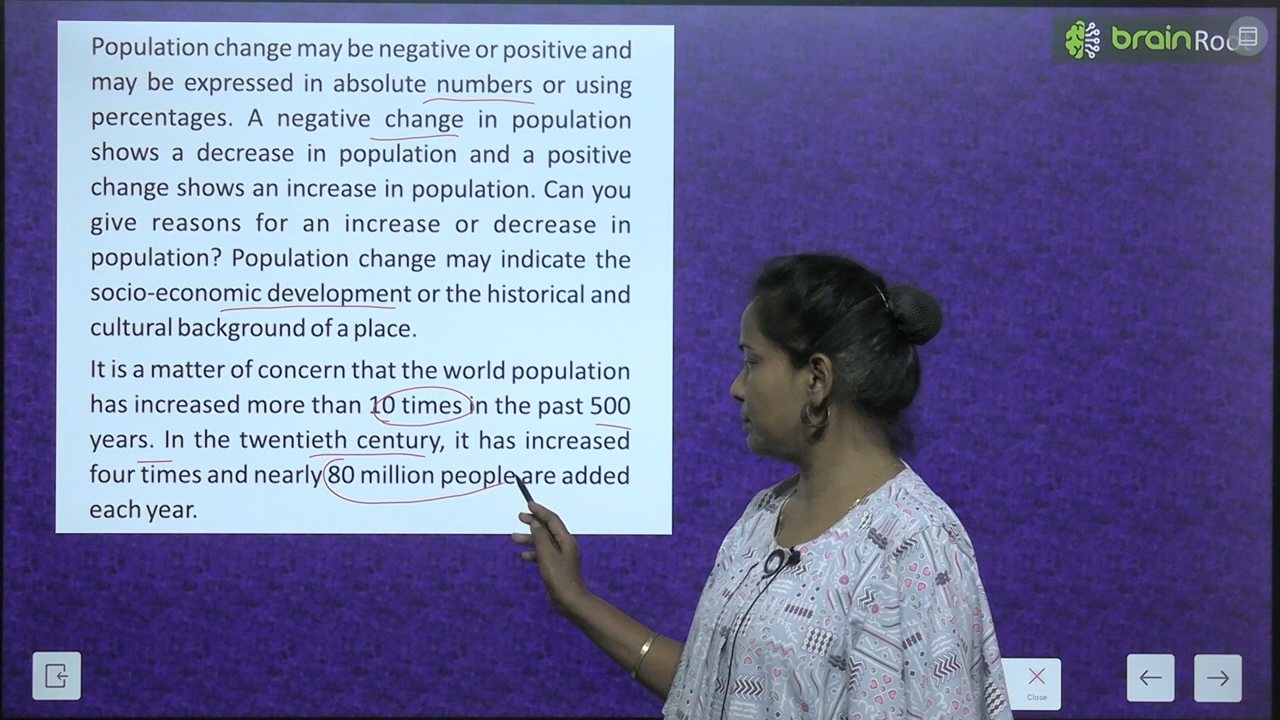 Population change may be negative or positive and
may be expressed in absolute numbers or using
percentages. A negative change in population
shows a decrease in population and a positive
change shows an increase in population. Can you
give reasons for an increase or decrease in
population? Population change may indicate the
socio-economic development or the historical and
cultural background of a place.
It is a matter of concern that the world population
has increased more than 10 times in the past 500
years. In the twentieth century, it has increased
four times and nearly 80 million people are added
each year.
brain
Close